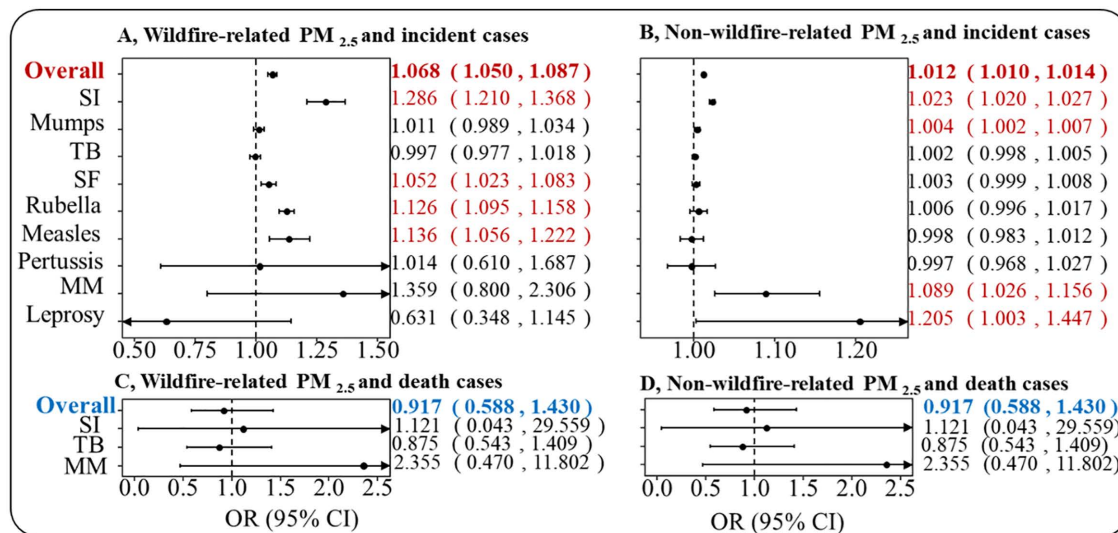 A, Wildfire-related PM 2.5 and incident cases
Overall 1.068 ( 1.050 , 1.087 )
SI 1.286 ( 1.210 , 1.368 )
Mumps 1.011 ( 0.989 , 1.034 )
TB 0.997 ( 0.977 , 1.018 )
SF 1.052 ( 1.023 , 1.083 )
Rubella 1.126 ( 1.095 , 1.158 )
Measles 1.136 ( 1.056 , 1.222 )
Pertussis 1.014 ( 0.610 , 1.687 )
MM 1.359 ( 0.800 , 2.306 )
Leprosy 0.631 ( 0.348 , 1.145 )
0.50 1.00 1.50
B, Non-wildfire-related PM 2.5 and incident cases
1.012 ( 1.010 , 1.014 )
1.023 ( 1.020 , 1.027 )
1.004 ( 1.002 , 1.007 )
1.002 ( 0.998 , 1.005 )
1.003 ( 0.999 , 1.008 )
1.006 ( 0.996 , 1.017 )
0.998 ( 0.983 , 1.012 )
0.997 ( 0.968 , 1.027 )
1.089 ( 1.026 , 1.156 )
1.205 ( 1.003 , 1.447 )
1.00 1.10 1.20
C, Wildfire-related PM 2.5 and death cases
Overall 0.917 ( 0.588 , 1.430 )
SI 1.121 ( 0.043 , 29.559 )
TB 0.875 ( 0.543 , 1.409 )
MM 2.355 ( 0.470 , 11.802 )
0.0 0.5 1.0 1.5 2.0 2.5
OR (95% CI)
D, Non-wildfire-related PM 2.5 and death cases
0.917 (0.588 , 1.430 )
1.121 (0.043 , 29.559 )
0.875 (0.543 , 1.409 )
2.355 (0.470 , 11.802 )
0.0 0.5 1.0 1.5 2.0 2.5
OR (95% CI)